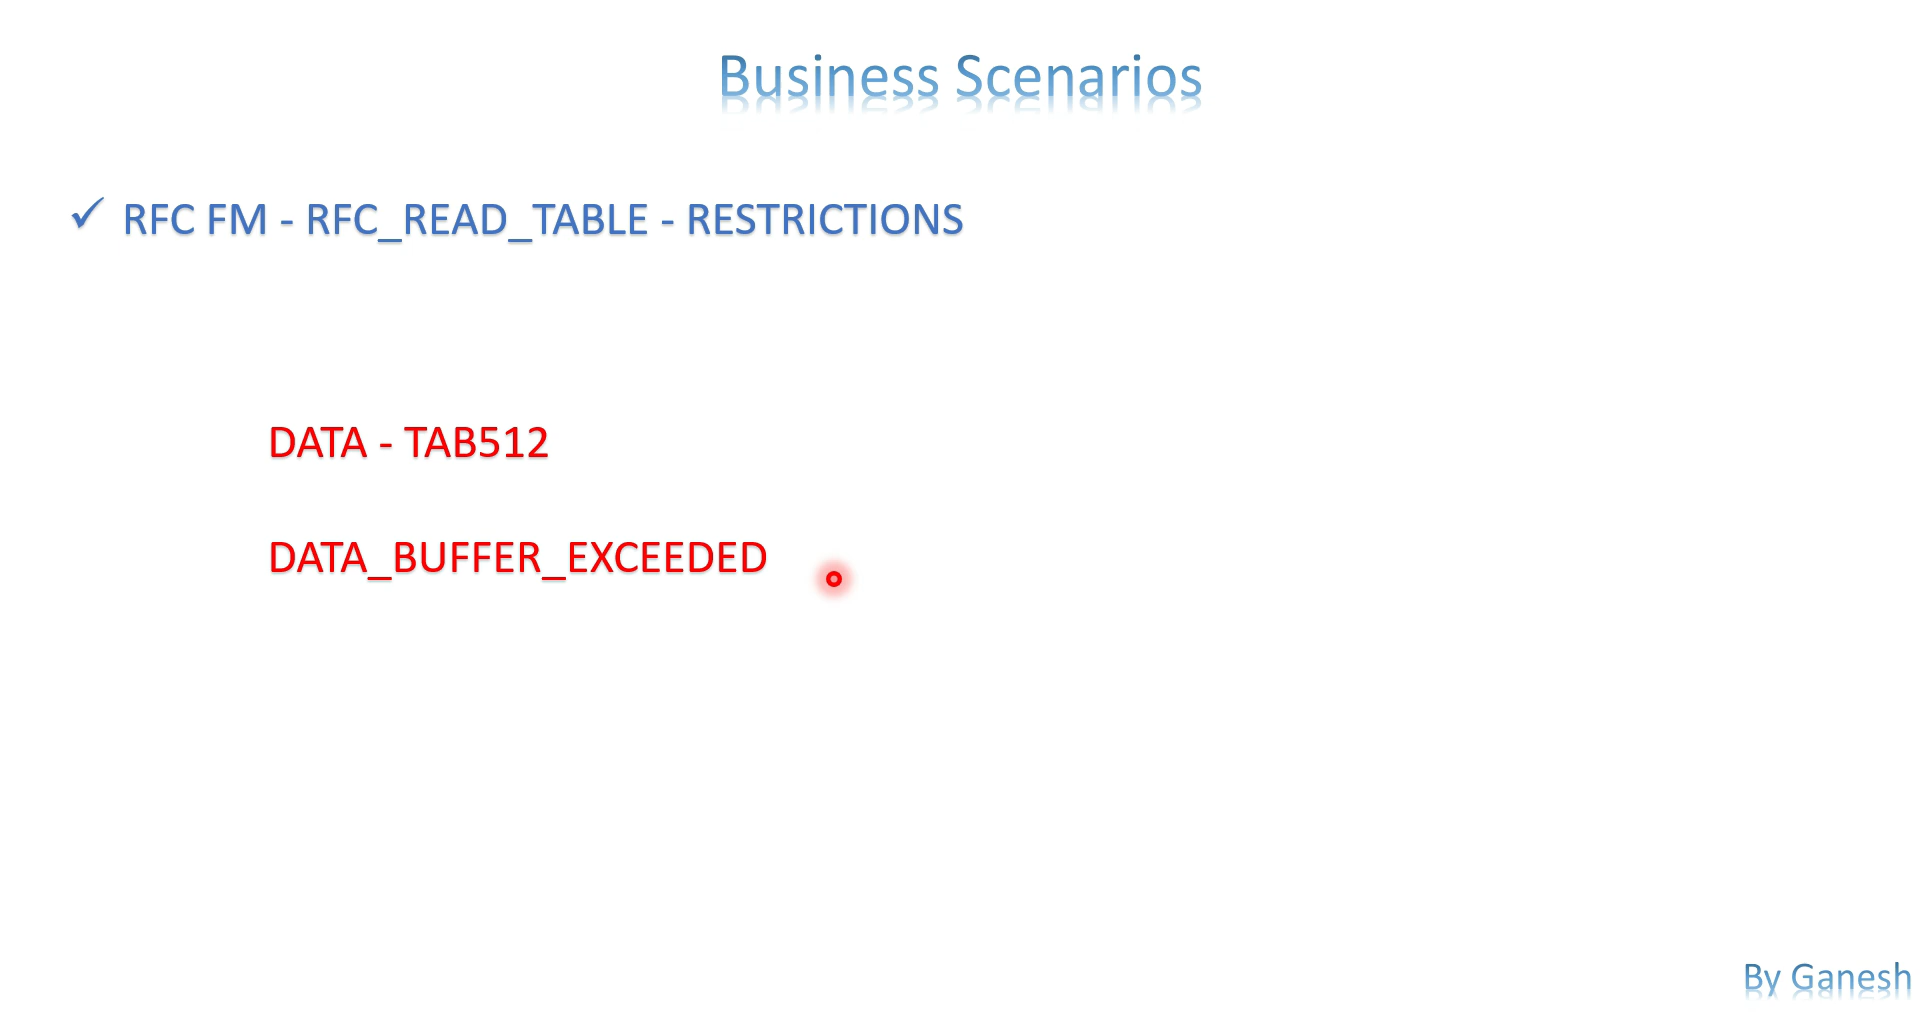 Business Scenarios
✓ RFC FM - RFC_READ_TABLE - RESTRICTIONS
DATA - TAB512
DATA_BUFFER_EXCEEDED
By Ganesh